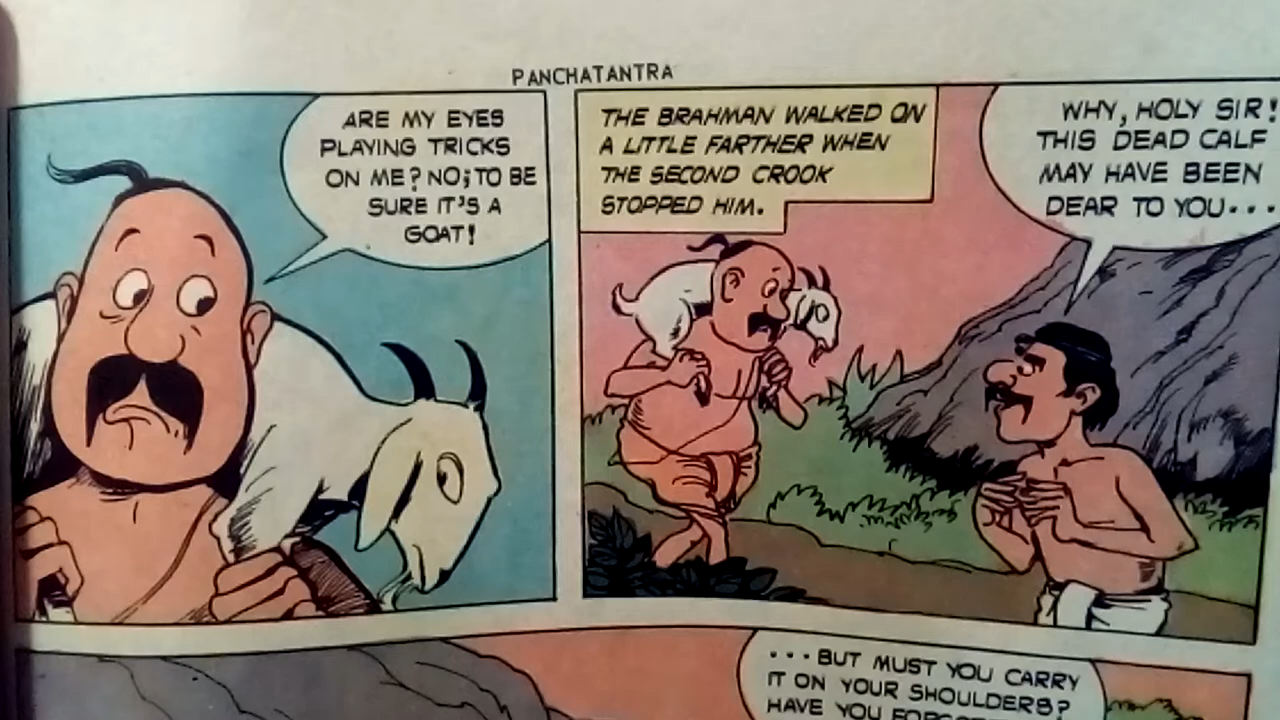 PANCHATANTRA
ARE MY EYES
PLAYING TRICKS
ON ME? NO; TO BE
SURE IT'S A
GOAT!
THE BRAHMAN WALKED ON
A LITTLE FARTHER WHEN
THE SECOND CROOK
STOPPED HIM.
WHY, HOLY SIR!
THIS DEAD CALF
MAY HAVE BEEN
DEAR TO YOU...
...BUT MUST YOU CARRY
IT ON YOUR SHOULDERS?
HAVE YOU